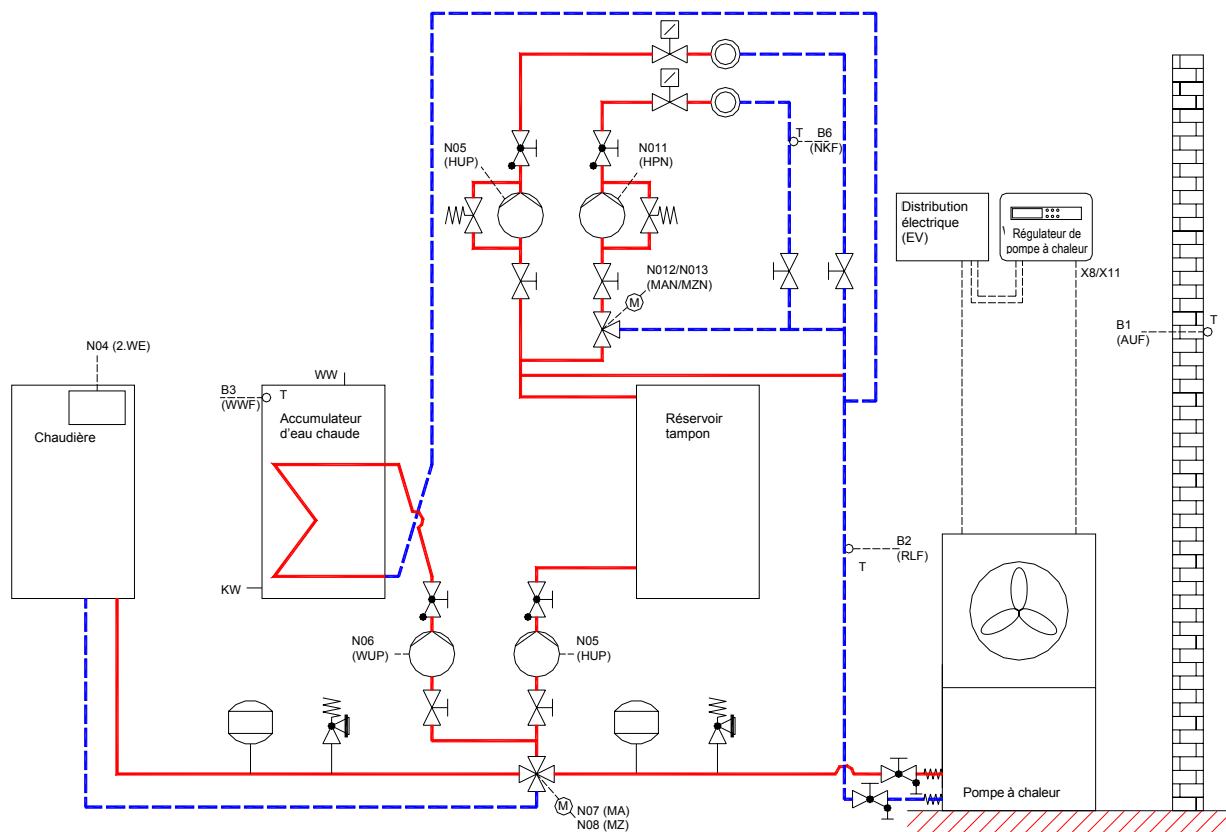 T B6
(NKF)
N05
(HUP)
N011
(HPN)
Distribution
électrique
(EV)
Régulateur de
pompe à chaleur
N012/N013
(MAN/MZN)
M
X8/X11
B1
(AUF)
T
N04 (2.WE)
WW
B3
(WWF)
T
Accumulateur
d'eau chaude
Réservoir
tampon
Chaudière
B2
(RLF)
T
KW
N06
(WUP)
N05
(HUP)
Pompe à chaleur
M
N07 (MA)
N08 (MZ)